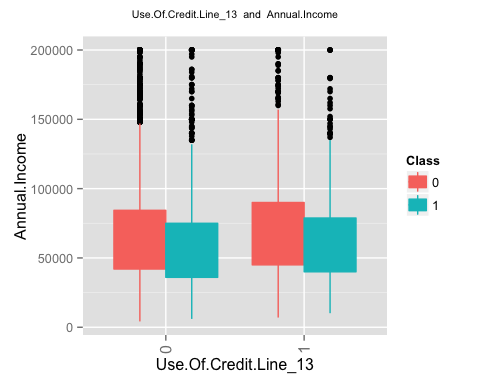 Use.Of.Credit.Line_13 and Annual.Income
200000
150000
100000
50000
0
Annual.Income
0
1
Use.Of.Credit.Line_13
Class
0
1